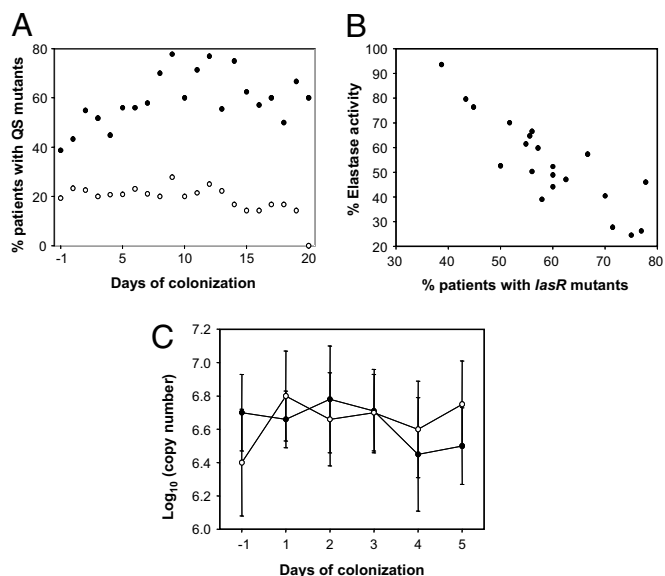 A
% patients with QS mutants
80
60
40
20
0
-1 5 10 15 20
Days of colonization
B
% Elastase activity
100
90
80
70
60
50
40
30
20
30 40 50 60 70 80
% patients with lasR mutants
C
Log10 (copy number)
7.2
7.0
6.8
6.6
6.4
6.2
6.0
-1 1 2 3 4 5
Days of colonization